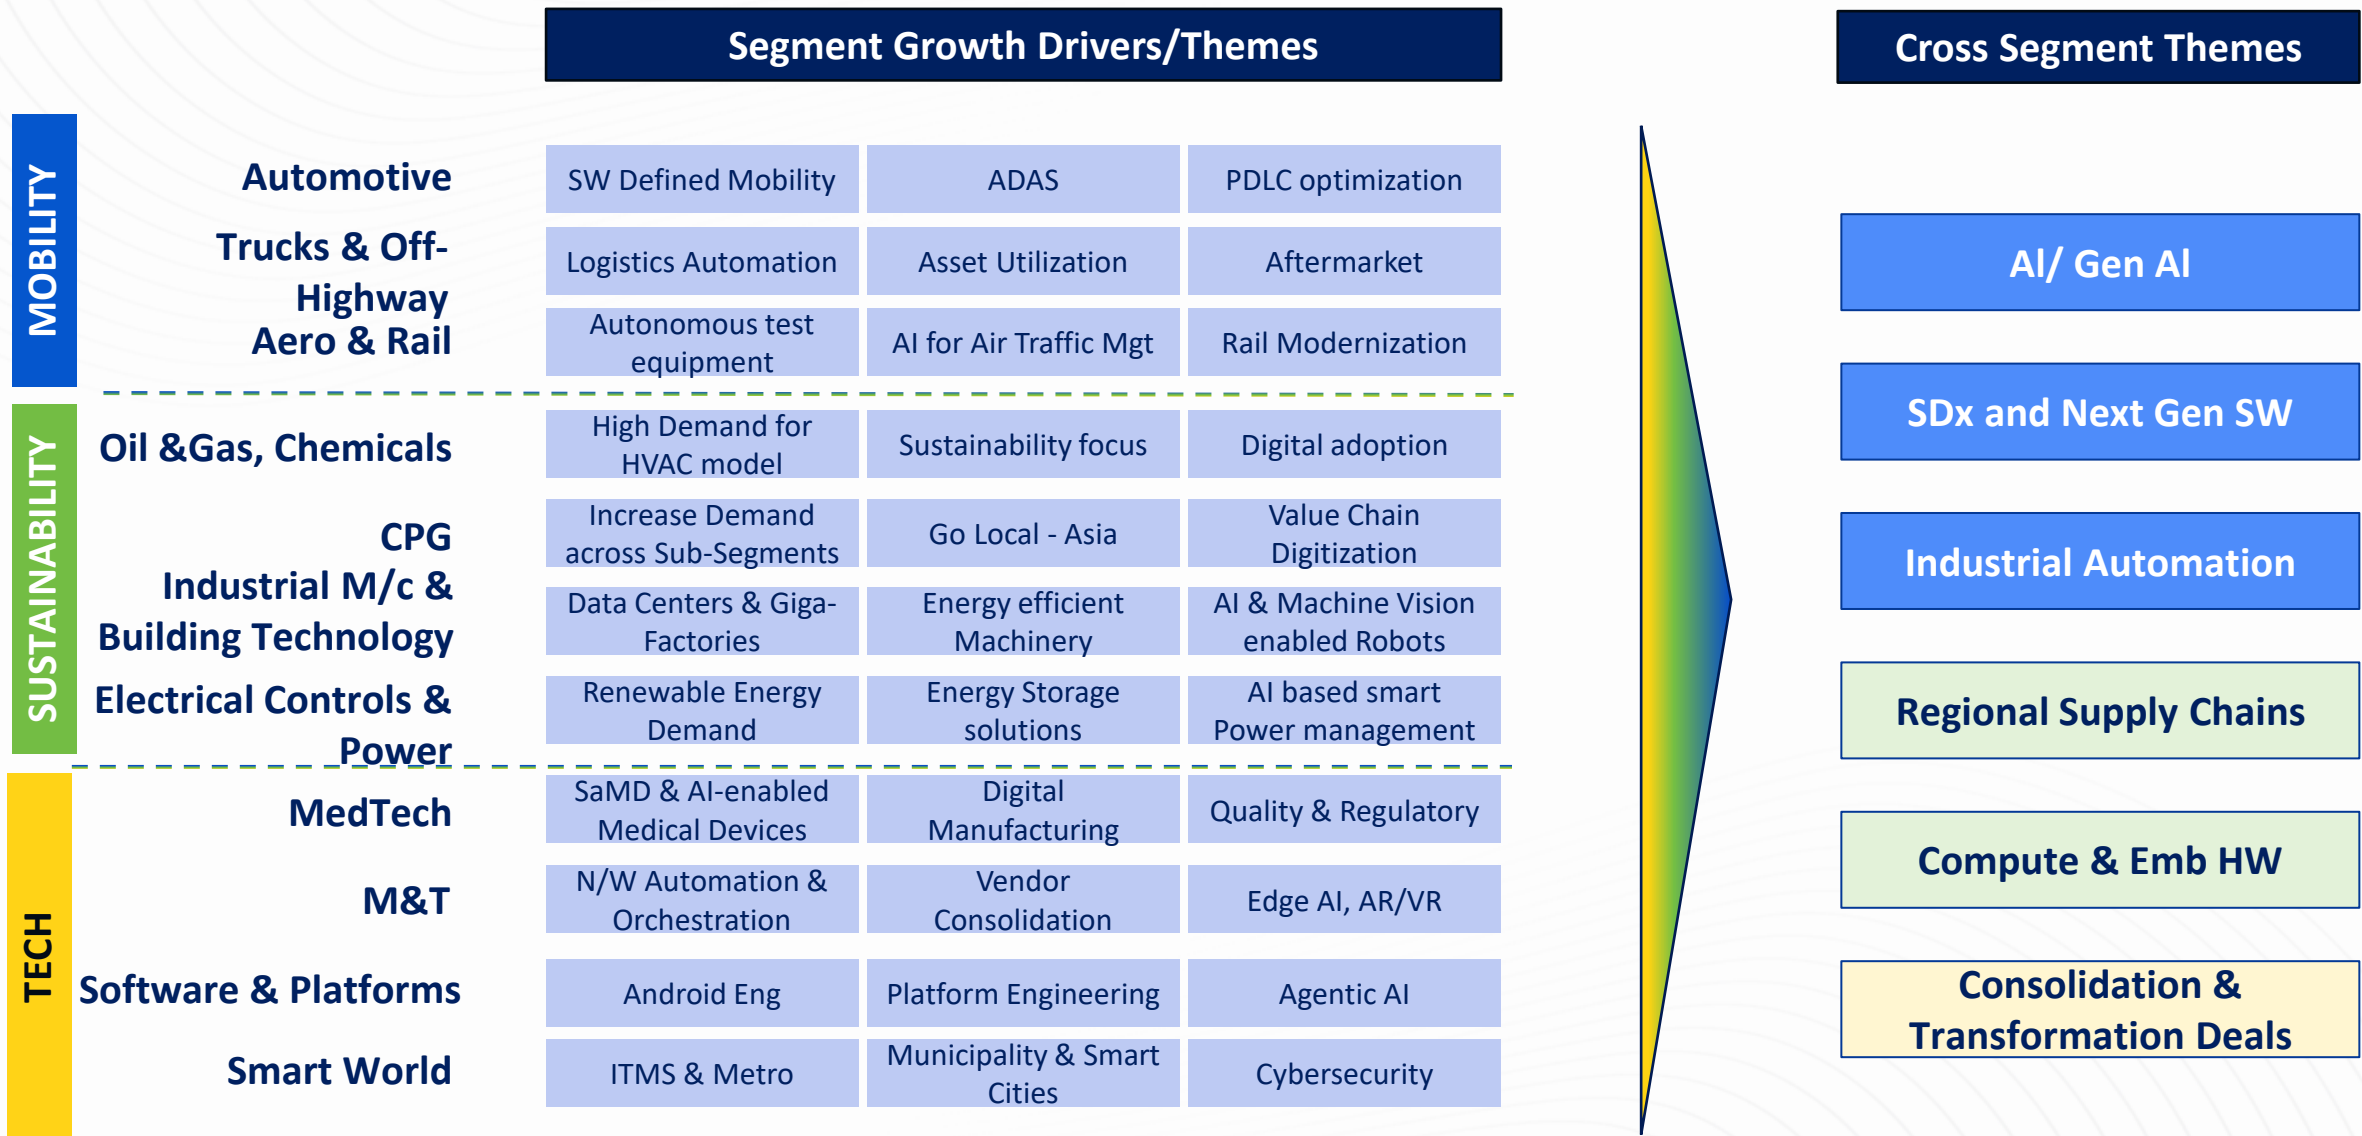 Segment Growth Drivers/Themes
Cross Segment Themes
MOBILITY
Automotive
SW Defined Mobility
ADAS
PDLC optimization
Trucks & Off-
Highway
Logistics Automation
Asset Utilization
Aftermarket
Aero & Rail
Autonomous test
equipment
AI for Air Traffic Mgt
Rail Modernization
SUSTAINABILITY
Oil &Gas, Chemicals
High Demand for
HVAC model
Sustainability focus
Digital adoption
CPG
Increase Demand
across Sub-Segments
Go Local - Asia
Value Chain
Digitization
Industrial M/c &
Building Technology
Data Centers & Giga-
Factories
Energy efficient
Machinery
AI & Machine Vision
enabled Robots
Electrical Controls &
Power
Renewable Energy
Demand
Energy Storage
solutions
AI based smart
Power management
TECH
MedTech
SaMD & AI-enabled
Medical Devices
Digital
Manufacturing
Quality & Regulatory
M&T
N/W Automation &
Orchestration
Vendor
Consolidation
Edge AI, AR/VR
Software & Platforms
Android Eng
Platform Engineering
Agentic AI
Smart World
ITMS & Metro
Municipality & Smart
Cities
Cybersecurity
AI/ Gen AI
SDx and Next Gen SW
Industrial Automation
Regional Supply Chains
Compute & Emb HW
Consolidation &
Transformation Deals